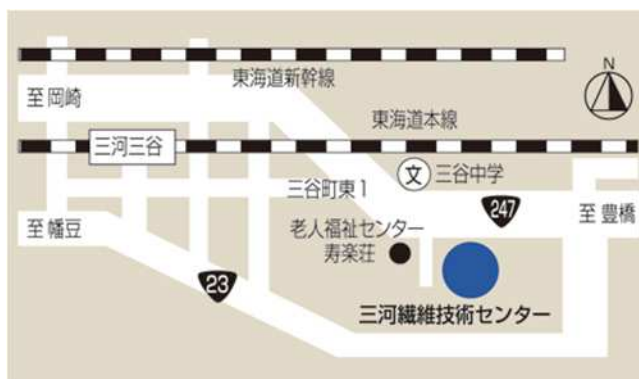 東海道新幹線
N
至岡崎
東海道本線
三河三谷
文
三谷中学
三谷町東1
247
至幡豆
老人福祉センター
寿楽荘
至豊橋
23
三河繊維技術センター